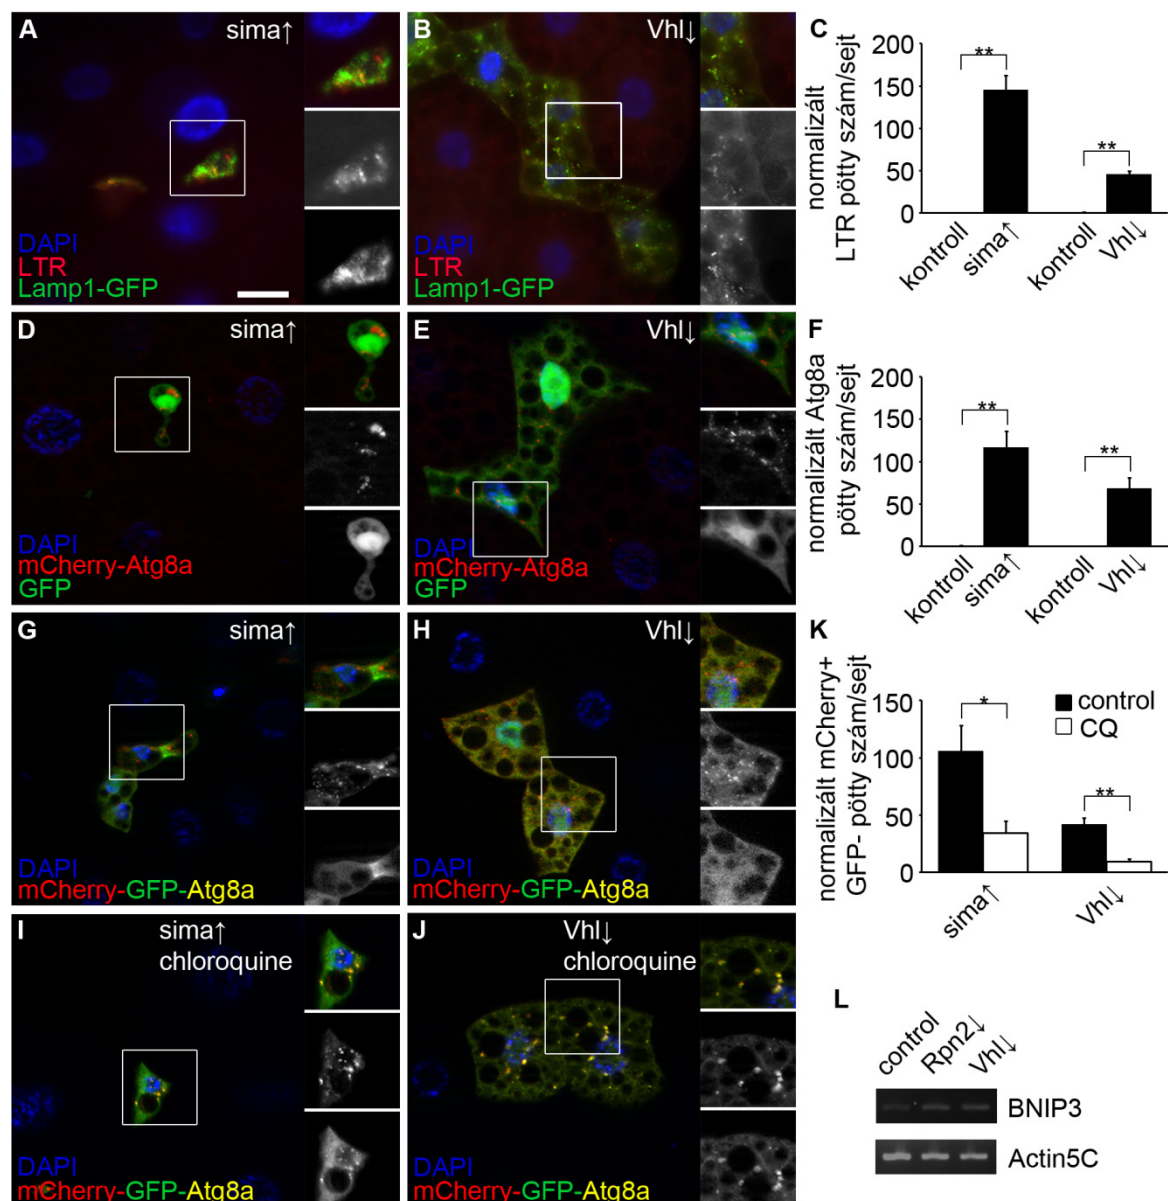 A
sima↑
DAPI
LTR
Lamp1-GFP
B
Vhl↓
DAPI
LTR
Lamp1-GFP
C
normalizált
LTR pötty szám/sejt
200
150
100
50
0
**
**
kontroll
sima↑
kontroll
Vhl↓
D
sima↑
DAPI
mCherry-Atg8a
GFP
E
Vhl↓
DAPI
mCherry-Atg8a
GFP
F
normalizált Atg8a
pötty szám/sejt
200
150
100
50
0
**
**
kontroll
sima↑
kontroll
Vhl↓
G
sima↑
DAPI
mCherry-GFP-Atg8a
H
Vhl↓
DAPI
mCherry-GFP-Atg8a
K
normalizált mCherry+
GFP- pötty szám/sejt
150
100
50
0
*
**
control
CQ
sima↑
Vhl↓
I
sima↑
chloroquine
DAPI
mCherry-GFP-Atg8a
J
Vhl↓
chloroquine
DAPI
mCherry-GFP-Atg8a
L
control
Rpn2↓
Vhl↓
BNIP3
Actin5C